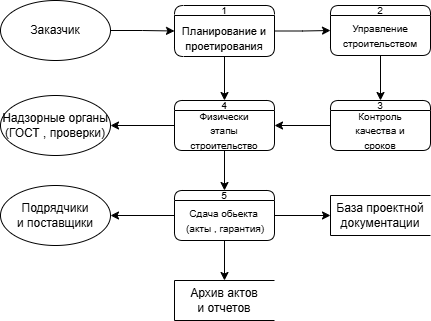 Заказчик
1
Планирование и
проетирования
2
Управление
строительством
Надзорные органы
(ГОСТ , проверки)
4
Физически
этапы
строительство
3
Контроль
качества и
сроков
Подрядчики
и поставщики
5
Сдача обьекта
(акты , гарантия)
База проектной
документации
Архив актов
и отчетов